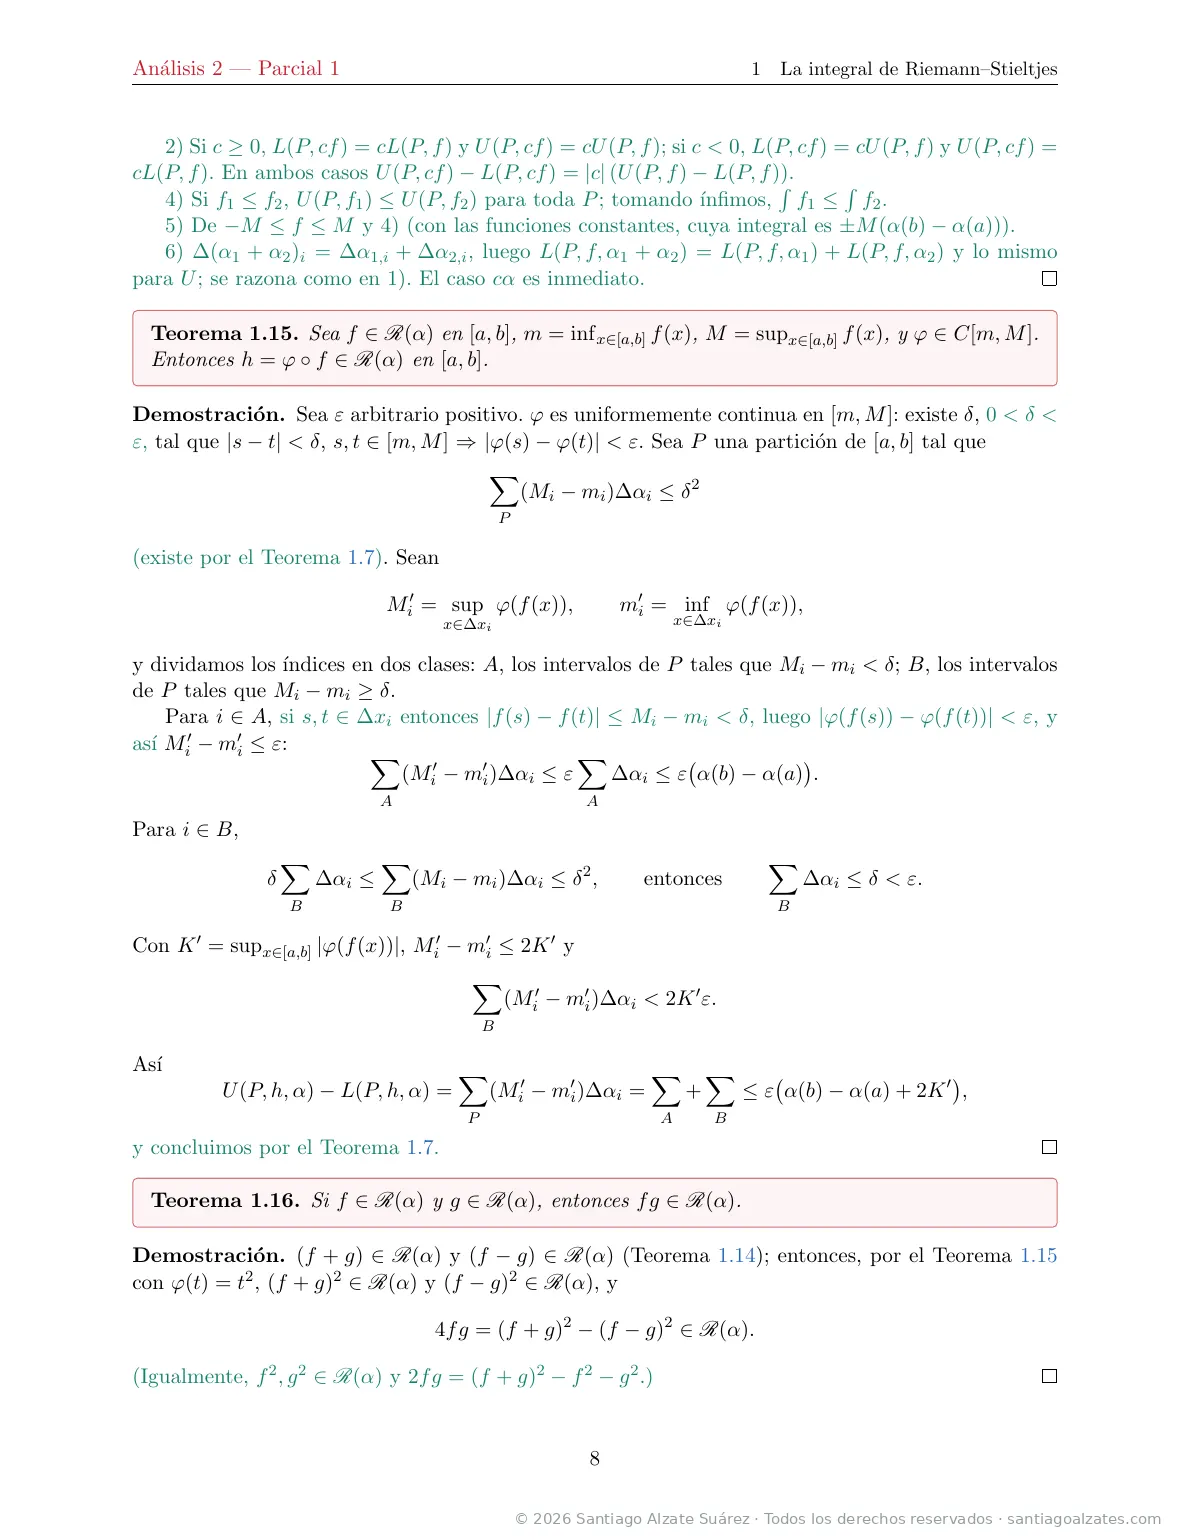 Análisis 2 — Parcial 1 1 La integral de Riemann–Stieltjes
2) Si c ≥ 0, L(P, cf) = cL(P, f) y U(P, cf) = cU(P, f); si c < 0, L(P, cf) = cU(P, f) y U(P, cf) =
cL(P, f). En ambos casos U(P, cf) − L(P, cf) = |c| (U(P, f) − L(P, f)).
4) Si f₁ ≤ f₂, U(P, f₁) ≤ U(P, f₂) para toda P; tomando ínfimos, ∫ f₁ ≤ ∫ f₂.
5) De −M ≤ f ≤ M y 4) (con las funciones constantes, cuya integral es ±M(α(b) − α(a))).
6) Δ(α₁ + α₂)ᵢ = Δα₁,ᵢ + Δα₂,ᵢ, luego L(P, f, α₁ + α₂) = L(P, f, α₁) + L(P, f, α₂) y lo mismo
para U; se razona como en 1). El caso cα es inmediato. □
Teorema 1.15. Sea f ∈ ℛ(α) en [a, b], m = inf_{x∈[a,b]} f(x), M = sup_{x∈[a,b]} f(x), y φ ∈ C[m, M].
Entonces h = φ ∘ f ∈ ℛ(α) en [a, b].
Demostración. Sea ε arbitrario positivo. φ es uniformemente continua en [m, M]: existe δ, 0 < δ <
ε, tal que |s − t| < δ, s, t ∈ [m, M] ⇒ |φ(s) − φ(t)| < ε. Sea P una partición de [a, b] tal que
∑_P (Mᵢ − mᵢ)Δαᵢ ≤ δ²
(existe por el Teorema 1.7). Sean
M′ᵢ = sup_{x∈Δxᵢ} φ(f(x)), m′ᵢ = inf_{x∈Δxᵢ} φ(f(x)),
y dividamos los índices en dos clases: A, los intervalos de P tales que Mᵢ − mᵢ < δ; B, los intervalos
de P tales que Mᵢ − mᵢ ≥ δ.
Para i ∈ A, si s, t ∈ Δxᵢ entonces |f(s) − f(t)| ≤ Mᵢ − mᵢ < δ, luego |φ(f(s)) − φ(f(t))| < ε, y
así M′ᵢ − m′ᵢ ≤ ε:
∑_A (M′ᵢ − m′ᵢ)Δαᵢ ≤ ε ∑_A Δαᵢ ≤ ε(α(b) − α(a)).
Para i ∈ B,
δ ∑_B Δαᵢ ≤ ∑_B (Mᵢ − mᵢ)Δαᵢ ≤ δ², entonces ∑_B Δαᵢ ≤ δ < ε.
Con K′ = sup_{x∈[a,b]} |φ(f(x))|, M′ᵢ − m′ᵢ ≤ 2K′ y
∑_B (M′ᵢ − m′ᵢ)Δαᵢ < 2K′ε.
Así
U(P, h, α) − L(P, h, α) = ∑_P (M′ᵢ − m′ᵢ)Δαᵢ = ∑_A + ∑_B ≤ ε(α(b) − α(a) + 2K′),
y concluimos por el Teorema 1.7. □
Teorema 1.16. Si f ∈ ℛ(α) y g ∈ ℛ(α), entonces fg ∈ ℛ(α).
Demostración. (f + g) ∈ ℛ(α) y (f − g) ∈ ℛ(α) (Teorema 1.14); entonces, por el Teorema 1.15
con φ(t) = t², (f + g)² ∈ ℛ(α) y (f − g)² ∈ ℛ(α), y
4fg = (f + g)² − (f − g)² ∈ ℛ(α).
(Igualmente, f², g² ∈ ℛ(α) y 2fg = (f + g)² − f² − g².) □
8
© 2026 Santiago Alzate Suárez · Todos los derechos reservados · santiagoalzates.com